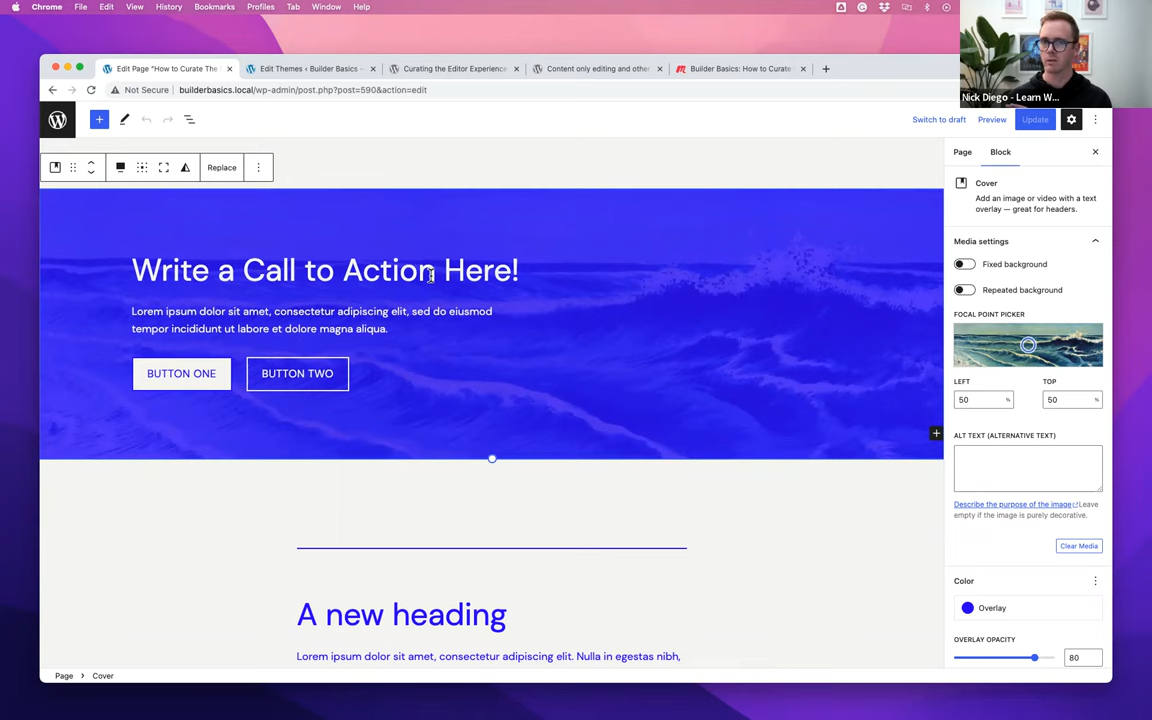 Chrome File Edit View History Bookmarks Profiles Tab Window Help
Edit Page "How to Curate The
Edit Themes ‹ Builder Basics —
Curating the Editor Experience
Content only editing and other
Builder Basics: How to Curate
Not Secure builderbasics.local/wp-admin/post.php?post=590&action=edit
Nick Diego - Learn W...
Switch to draft Preview Update
Replace
Page Block
Cover
Add an image or video with a text
overlay — great for headers.
Media settings
Fixed background
Repeated background
FOCAL POINT PICKER
LEFT TOP
50 % 50 %
ALT TEXT (ALTERNATIVE TEXT)
Describe the purpose of the image Leave
empty if the image is purely decorative.
Clear Media
Color
Overlay
OVERLAY OPACITY
80
Write a Call to Action Here!
Lorem ipsum dolor sit amet, consectetur adipiscing elit, sed do eiusmod
tempor incididunt ut labore et dolore magna aliqua.
BUTTON ONE BUTTON TWO
A new heading
Lorem ipsum dolor sit amet, consectetur adipiscing elit. Nulla in egestas nibh,
Page › Cover